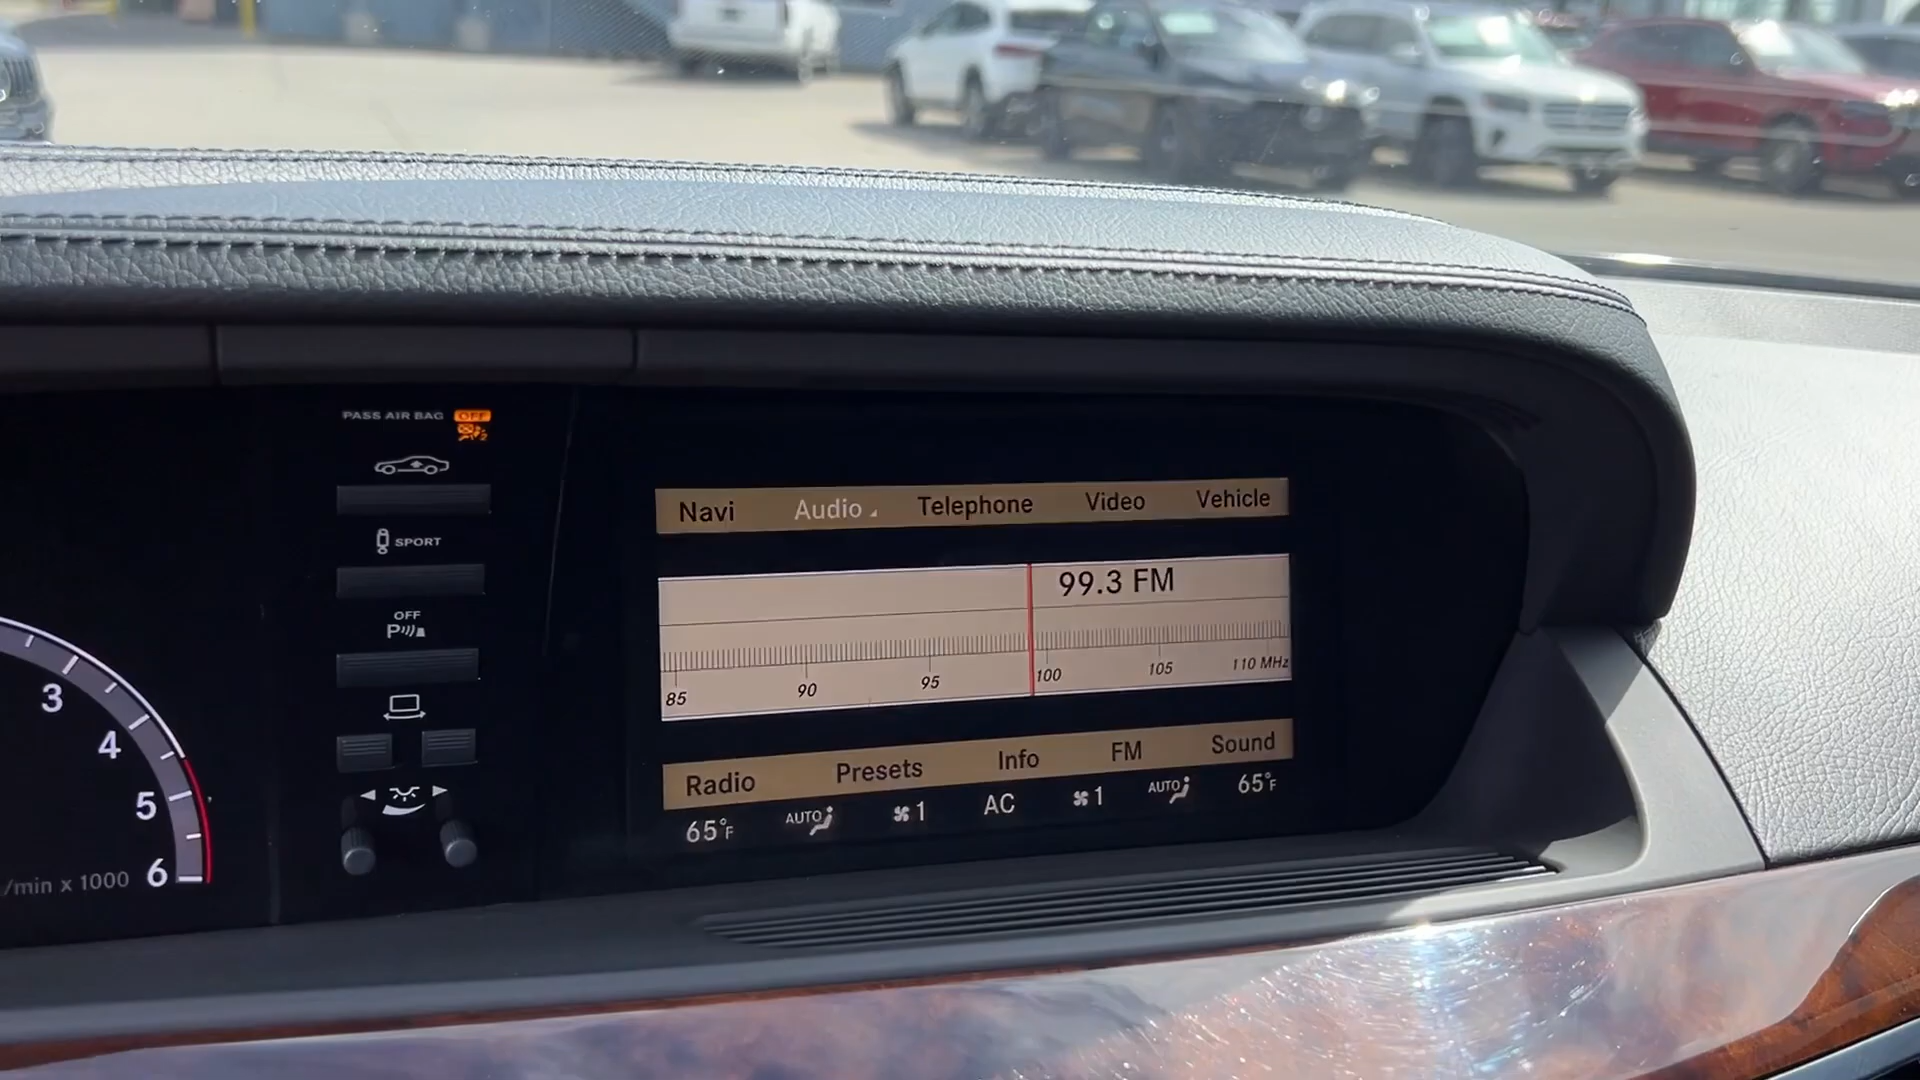 PASS AIR BAG OFF
2
SPORT
OFF
P
3
4
5
6
/min x 1000
Navi Audio Telephone Video Vehicle
99.3 FM
85 90 95 100 105 110 MHz
Radio Presets Info FM Sound
65°F AUTO 1 AC 1 AUTO 65°F